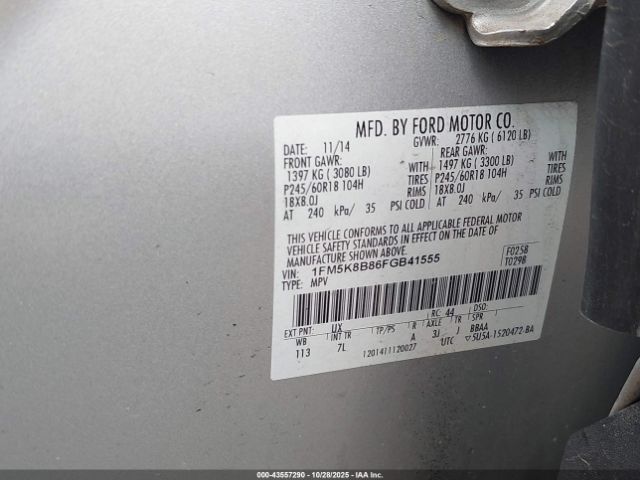 MFD. BY FORD MOTOR CO.
DATE: 11/14 GVWR: 2776 KG ( 6120 LB)
FRONT GAWR: REAR GAWR:
1397 KG ( 3080 LB) WITH 1497 KG ( 3300 LB) WITH
P245/60R18 104H TIRES P245/60R18 104H TIRES
18X8.0J RIMS 18X8.0J RIMS
AT 240 kPa/ 35 PSI COLD AT 240 kPa/ 35 PSI COLD
THIS VEHICLE CONFORMS TO ALL APPLICABLE FEDERAL MOTOR
VEHICLE SAFETY STANDARDS IN EFFECT ON THE DATE OF
MANUFACTURE SHOWN ABOVE.
VIN: 1FM5K8B86FGB41555 F0258
TYPE: MPV T0298
EXT PNT: UX RC: 44 DSO:
WB INT TR TP/PS R AXLE TR SPR
113 7L A 3J J BBAA
1201411120027 UTC ▽5U5A-1520472-BA
000-43557290 - 10/28/2025 - IAA Inc.